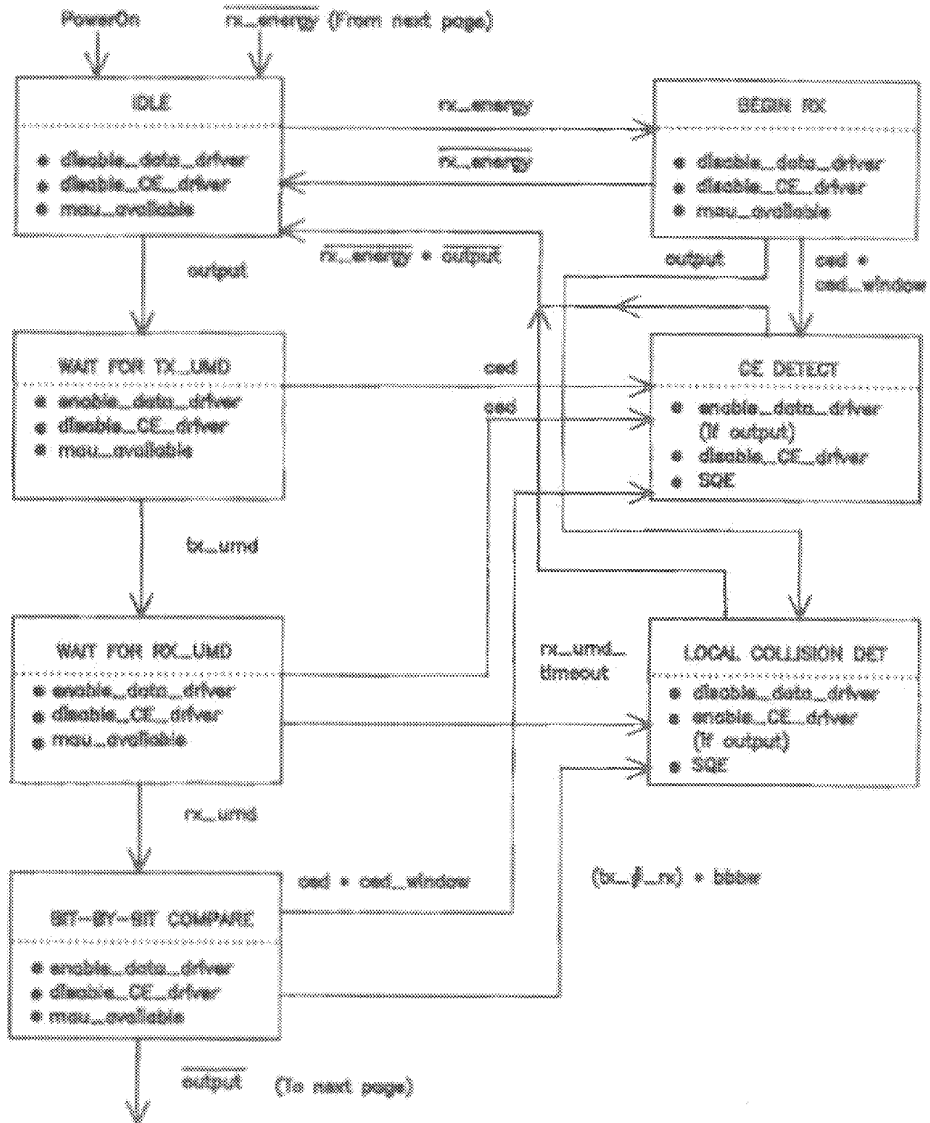 PowerOn
rx_energy (From next page)
IDLE
• disable_data_driver
• disable_CE_driver
• mau_available
rx_energy
rx_energy
BEGIN RX
• disable_data_driver
• disable_CE_driver
• mau_available
output
rx_energy * output
output
ced *
ced_window
WAIT FOR TX_UMD
• enable_data_driver
• disable_CE_driver
• mau_available
ced
ced
CE DETECT
• enable_data_driver
(if output)
• disable_CE_driver
• SQE
tx_umd
WAIT FOR RX_UMD
• enable_data_driver
• disable_CE_driver
• mau_available
rx_umd_
timeout
LOCAL COLLISION DET
• disable_data_driver
• enable_CE_driver
(if output)
• SQE
rx_umd
ced * ced_window
(tx_≠_rx) * bbbw
BIT-BY-BIT COMPARE
• enable_data_driver
• disable_CE_driver
• mau_available
output (To next page)